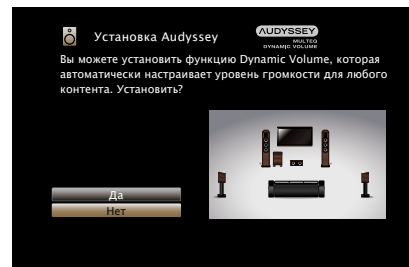 Установка Audyssey
AUDYSSEY
MULTEQ
DYNAMIC VOLUME
Вы можете установить функцию Dynamic Volume, которая
автоматически настраивает уровень громкости для любого
контента. Установить?
Да
Нет